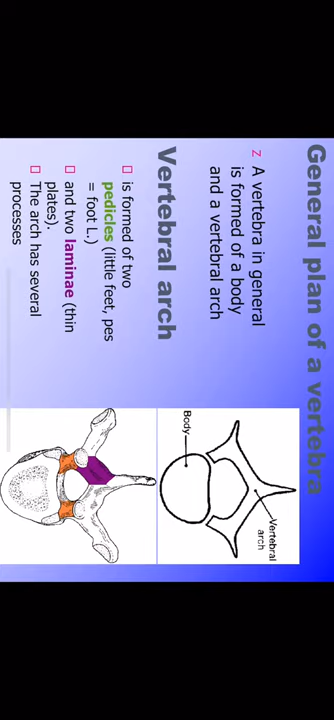 General plan of a vertebra
z A vertebra in general
is formed of a body
and a vertebral arch
Vertebral arch
□ is formed of two
pedicles (little feet, pes
= foot L.)
□ and two laminae (thin
plates).
□ The arch has several
processes
Vertebral
arch
Body